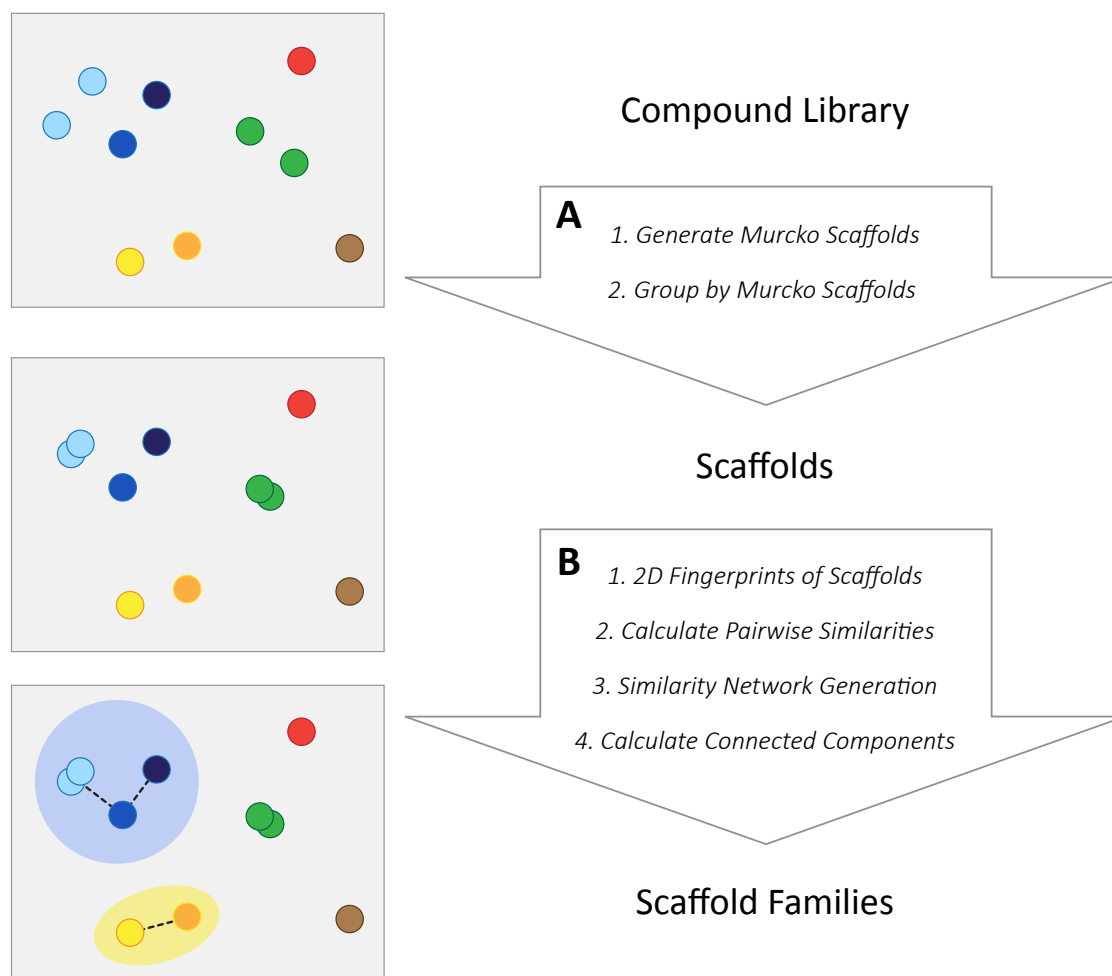 Compound Library
A
1. Generate Murcko Scaffolds
2. Group by Murcko Scaffolds
Scaffolds
B
1. 2D Fingerprints of Scaffolds
2. Calculate Pairwise Similarities
3. Similarity Network Generation
4. Calculate Connected Components
Scaffold Families